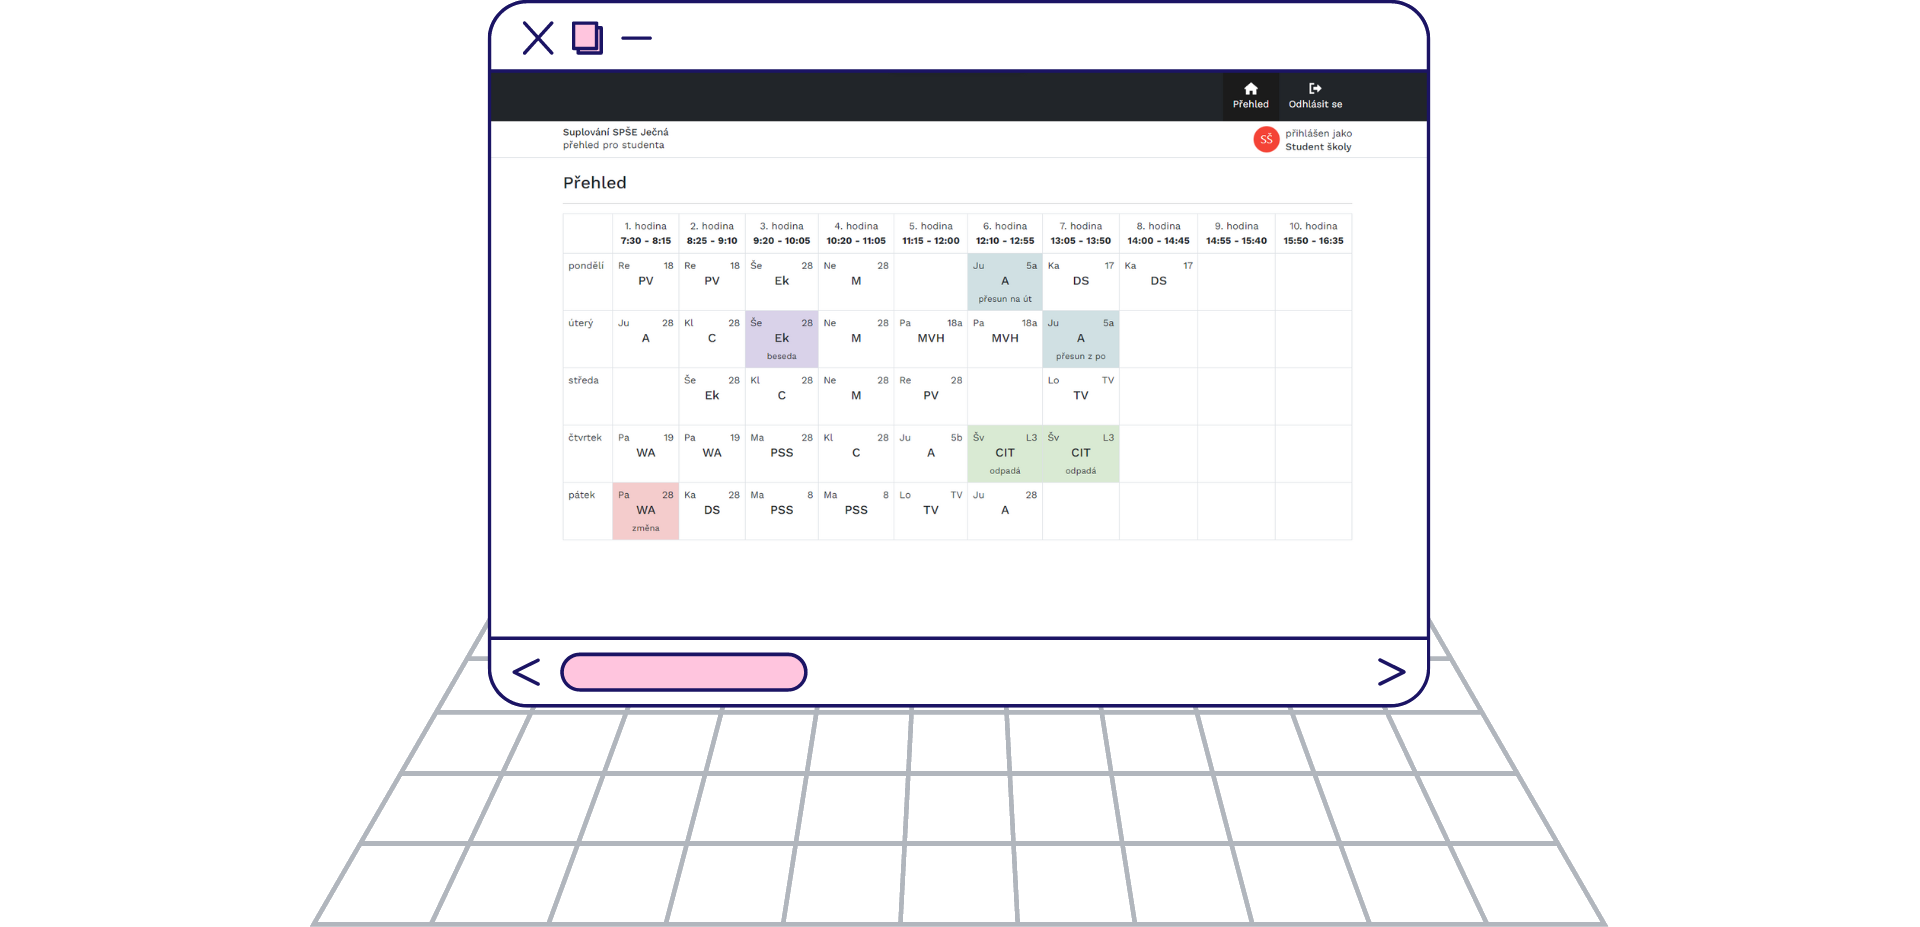 Přehled
Odhlásit se
Suplování SPŠE Ječná
přehled pro studenta
SŠ
přihlášen jako
Student školy
Přehled
1. hodina 2. hodina 3. hodina 4. hodina 5. hodina 6. hodina 7. hodina 8. hodina 9. hodina 10. hodina
7:30 - 8:15 8:25 - 9:10 9:20 - 10:05 10:20 - 11:05 11:15 - 12:00 12:10 - 12:55 13:05 - 13:50 14:00 - 14:45 14:55 - 15:40 15:50 - 16:35
pondělí Re 18 Re 18 Še 28 Ne 28 Ju 5a Ka 17 Ka 17
PV PV Ek M A DS DS
přesun na út
úterý Ju 28 Kl 28 Še 28 Ne 28 Pa 18a Pa 18a Ju 5a
A C Ek M MVH MVH A
beseda přesun z po
středa Še 28 Kl 28 Ne 28 Re 28 Lo TV
Ek C M PV TV
čtvrtek Pa 19 Pa 19 Ma 28 Kl 28 Ju 5b Šv L3 Šv L3
WA WA PSS C A CIT CIT
odpadá odpadá
pátek Pa 28 Ka 28 Ma 8 Ma 8 Lo TV Ju 28
WA DS PSS PSS TV A
změna